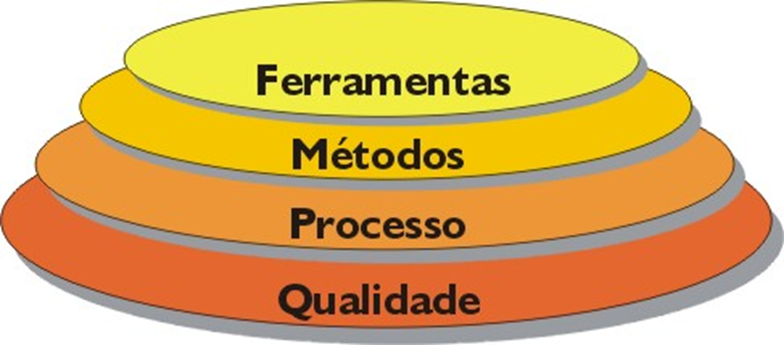 Ferramentas
Métodos
Processo
Qualidade